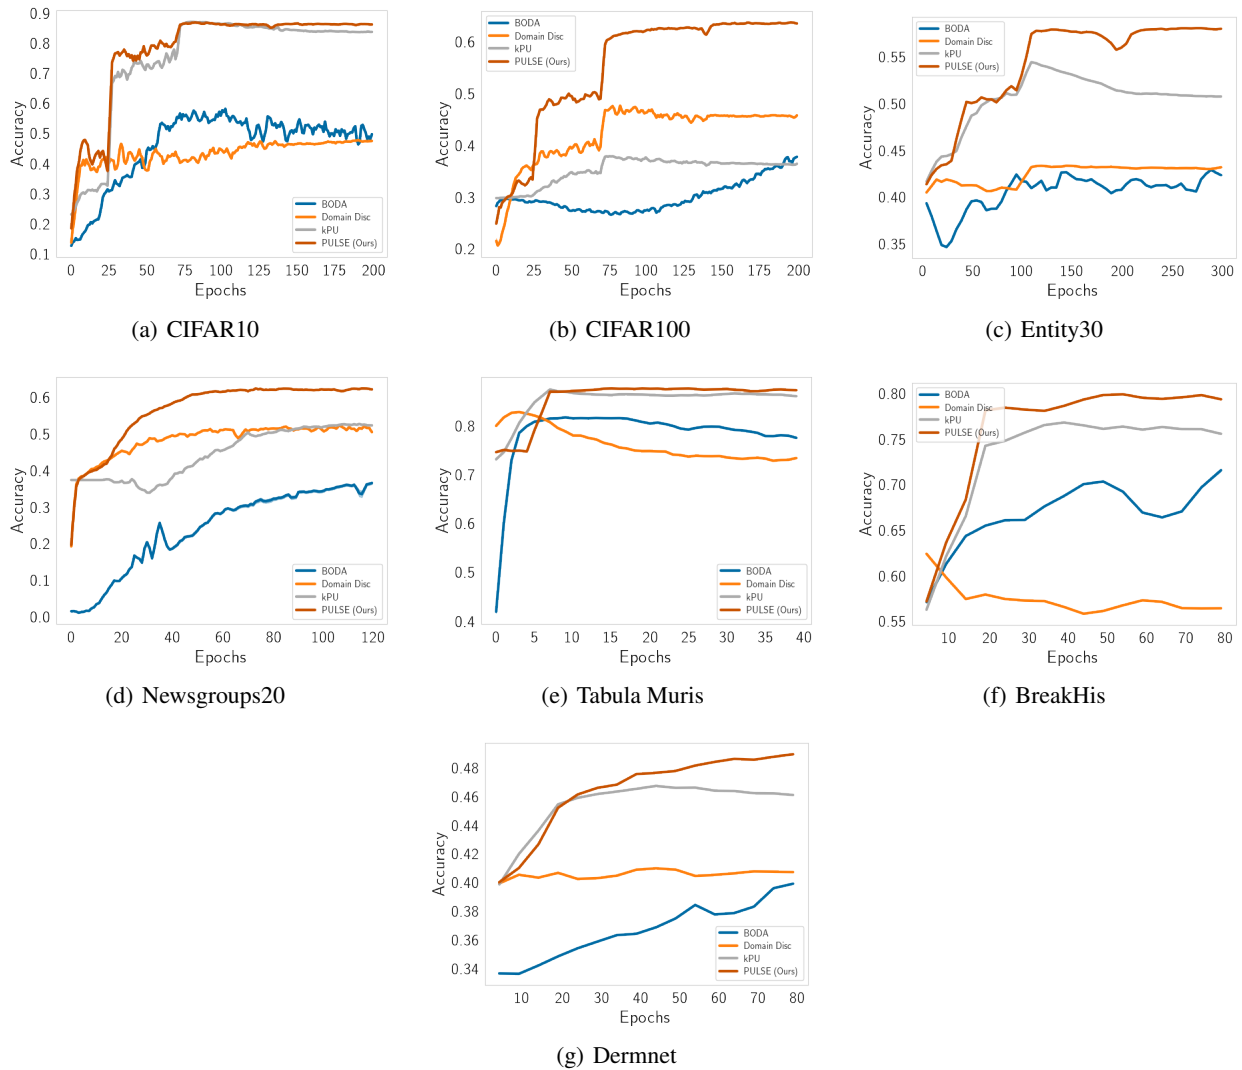 0.9
0.8
0.7
0.6
0.5
0.4
0.3
0.2
0.1
Accuracy
BODA
Domain Disc
kPU
PULSE (Ours)
0 25 50 75 100 125 150 175 200
Epochs
(a) CIFAR10
0.6
0.5
0.4
0.3
0.2
Accuracy
BODA
Domain Disc
kPU
PULSE (Ours)
0 25 50 75 100 125 150 175 200
Epochs
(b) CIFAR100
0.55
0.50
0.45
0.40
0.35
Accuracy
BODA
Domain Disc
kPU
PULSE (Ours)
0 50 100 150 200 250 300
Epochs
(c) Entity30
0.6
0.5
0.4
0.3
0.2
0.1
0.0
Accuracy
BODA
Domain Disc
kPU
PULSE (Ours)
0 20 40 60 80 100 120
Epochs
(d) Newsgroups20
0.8
0.7
0.6
0.5
0.4
Accuracy
BODA
Domain Disc
kPU
PULSE (Ours)
0 5 10 15 20 25 30 35 40
Epochs
(e) Tabula Muris
0.80
0.75
0.70
0.65
0.60
0.55
Accuracy
BODA
Domain Disc
kPU
PULSE (Ours)
10 20 30 40 50 60 70 80
Epochs
(f) BreakHis
0.48
0.46
0.44
0.42
0.40
0.38
0.36
0.34
Accuracy
BODA
Domain Disc
kPU
PULSE (Ours)
10 20 30 40 50 60 70 80
Epochs
(g) Dermnet